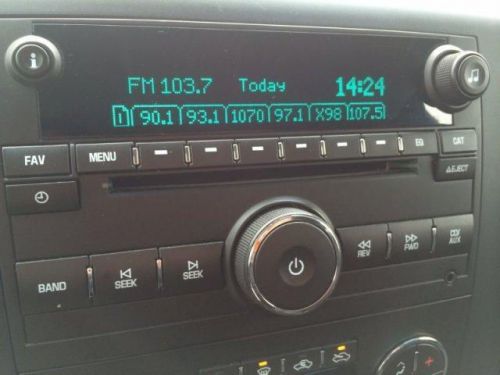 FM 103.7 Today 14:24
1 90.1 93.1 1070 97.1 X98 107.5
FAV MENU EQ CAT
EJECT
BAND SEEK SEEK REV FWD CD/AUX